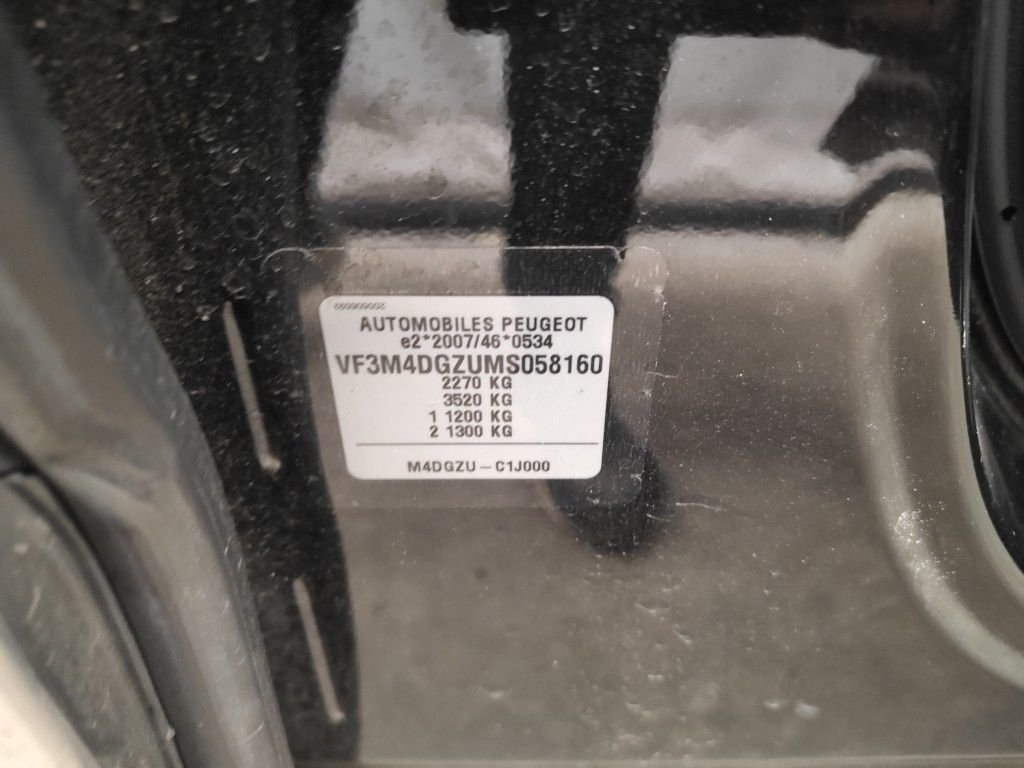 AUTOMOBILES PEUGEOT
e2*2007/46*0534
VF3M4DGZUMS058160
2270 KG
3520 KG
1 1200 KG
2 1300 KG
M4DGZU – C1J000